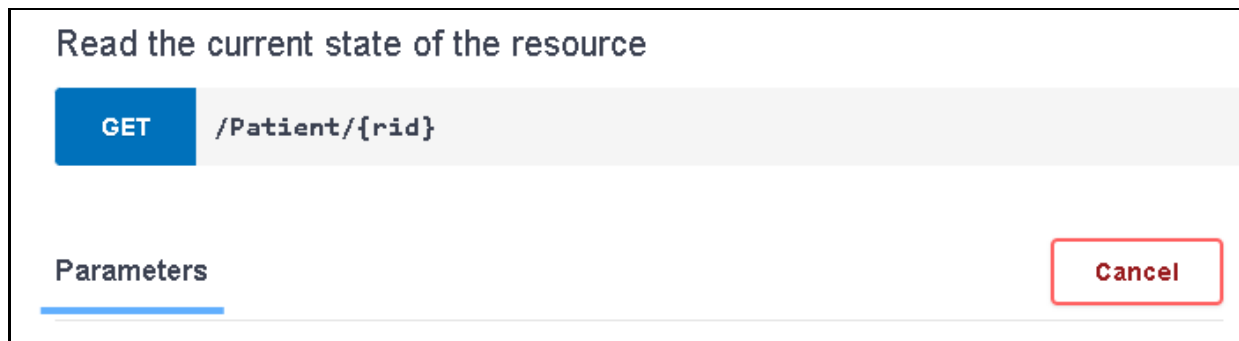 Read the current state of the resource
GET /Patient/{rid}
Parameters Cancel